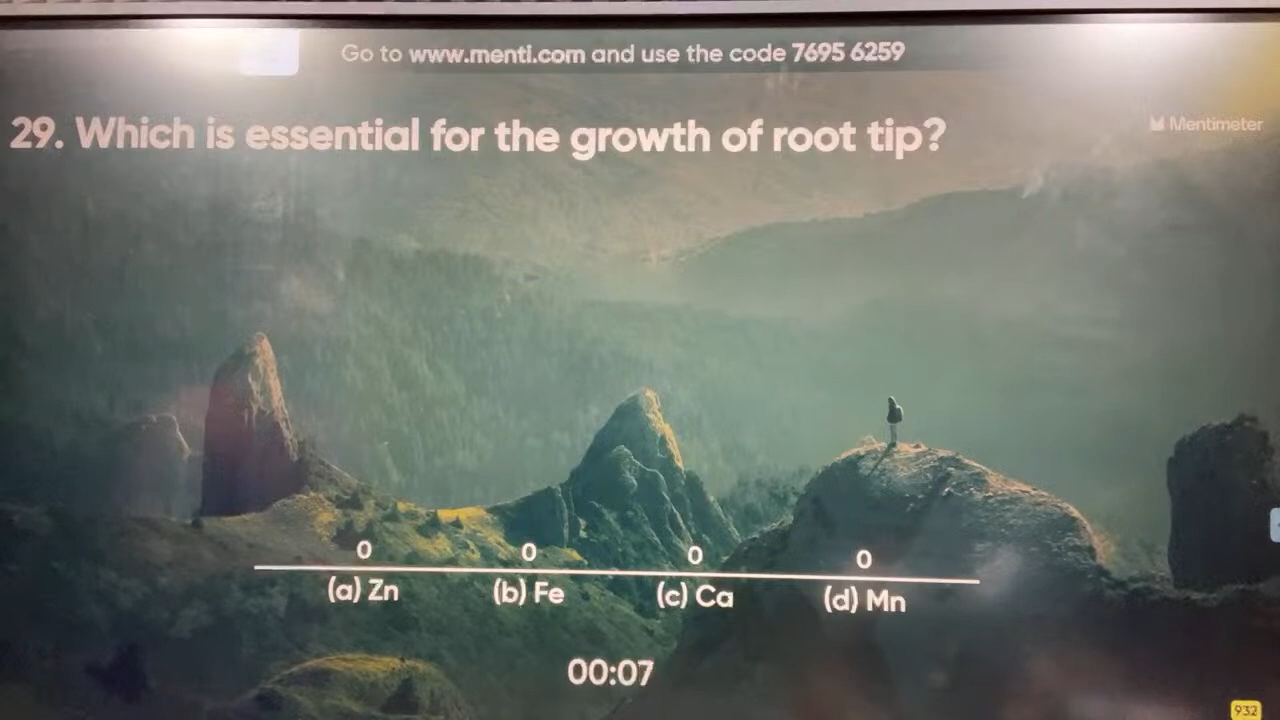 Go to www.menti.com and use the code 7695 6259
29. Which is essential for the growth of root tip?
Mentimeter
0 0 0 0
(a) Zn (b) Fe (c) Ca (d) Mn
00:07
932